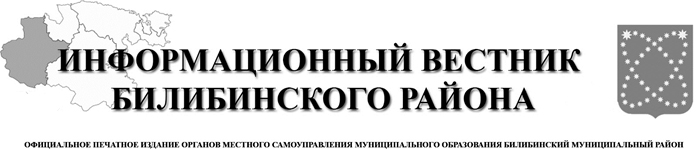 ИНФОРМАЦИОННЫЙ ВЕСТНИК
БИЛИБИНСКОГО РАЙОНА
ОФИЦИАЛЬНОЕ ПЕЧАТНОЕ ИЗДАНИЕ ОРГАНОВ МЕСТНОГО САМОУПРАВЛЕНИЯ МУНИЦИПАЛЬНОГО ОБРАЗОВАНИЯ БИЛИБИНСКИЙ МУНИЦИПАЛЬНЫЙ РАЙОН